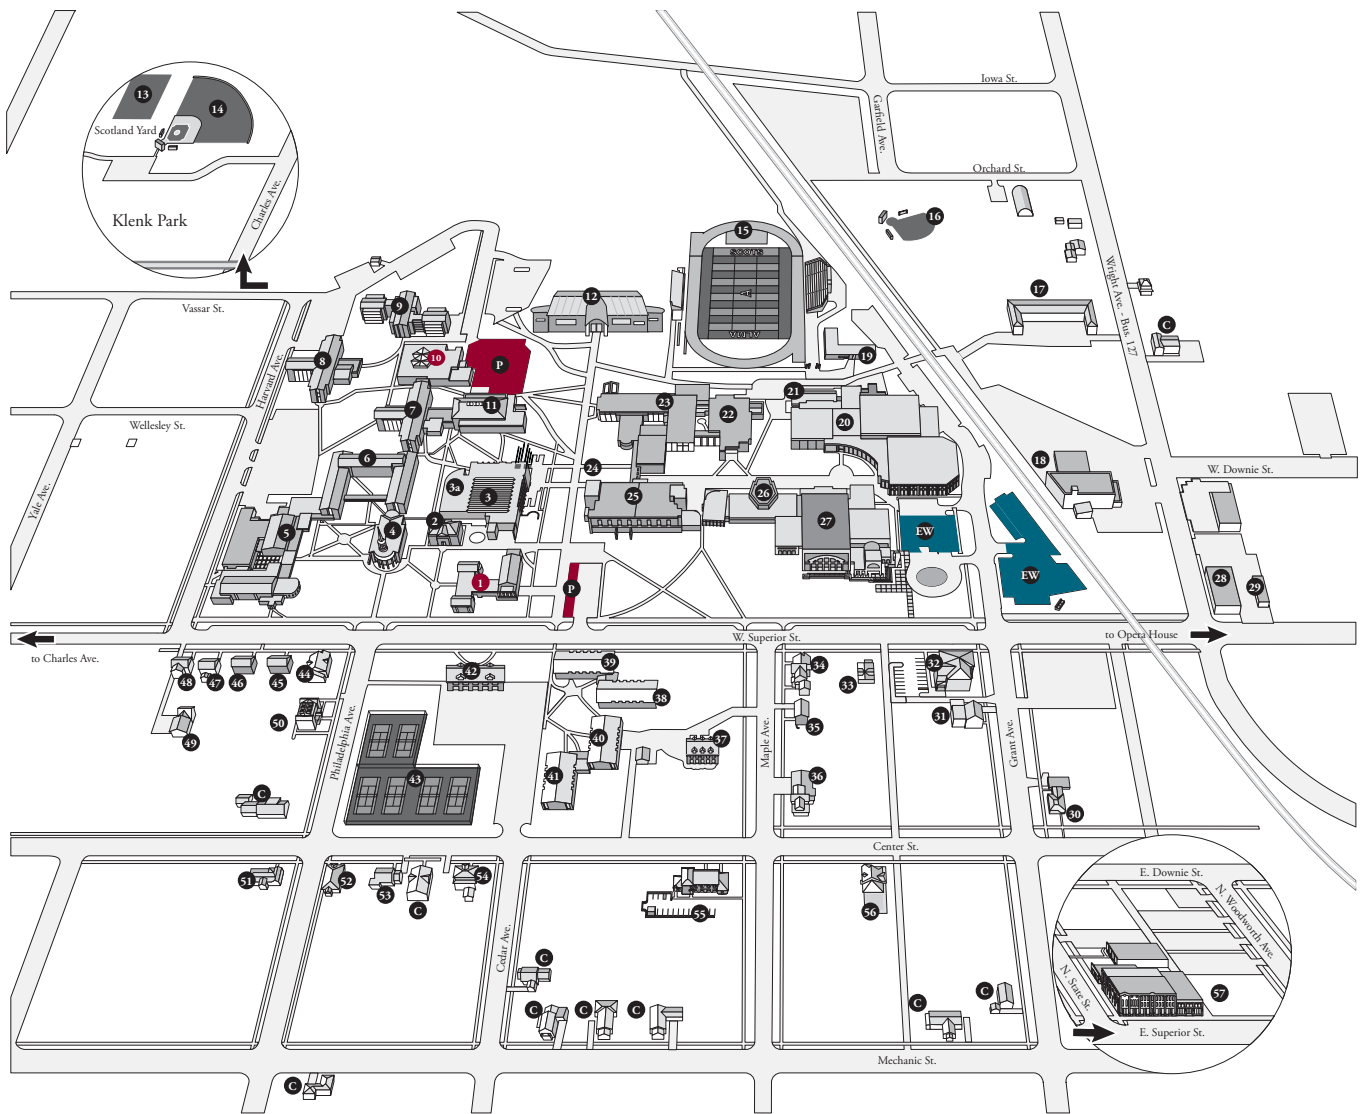 Iowa St.
13
14
Scotland Yard
Garfield Ave.
Orchard St.
Charles Ave.
Klenk Park
16
15
SCOTS
Wright Ave. - Bus. 127
Vassar St.
12
17
9
C
ALMA
19
8
10
P
Harvard Ave.
21
7
11
23
22
20
Wellesley St.
6
24
18
W. Downie St.
3a
3
25
26
Yale Ave.
2
4
5
27
EW
EW
28
29
1
P
W. Superior St.
to Opera House
to Charles Ave.
48
47
46
45
44
42
39
34
33
32
38
50
49
35
31
40
37
Philadelphia Ave.
Maple Ave.
Grant Ave.
43
41
36
C
30
Center St.
51
52
53
54
C
55
56
E. Downie St.
N. Woodworth Ave.
Cedar Ave.
C
N. State St.
57
C
C
C
C
C
E. Superior St.
Mechanic St.
C